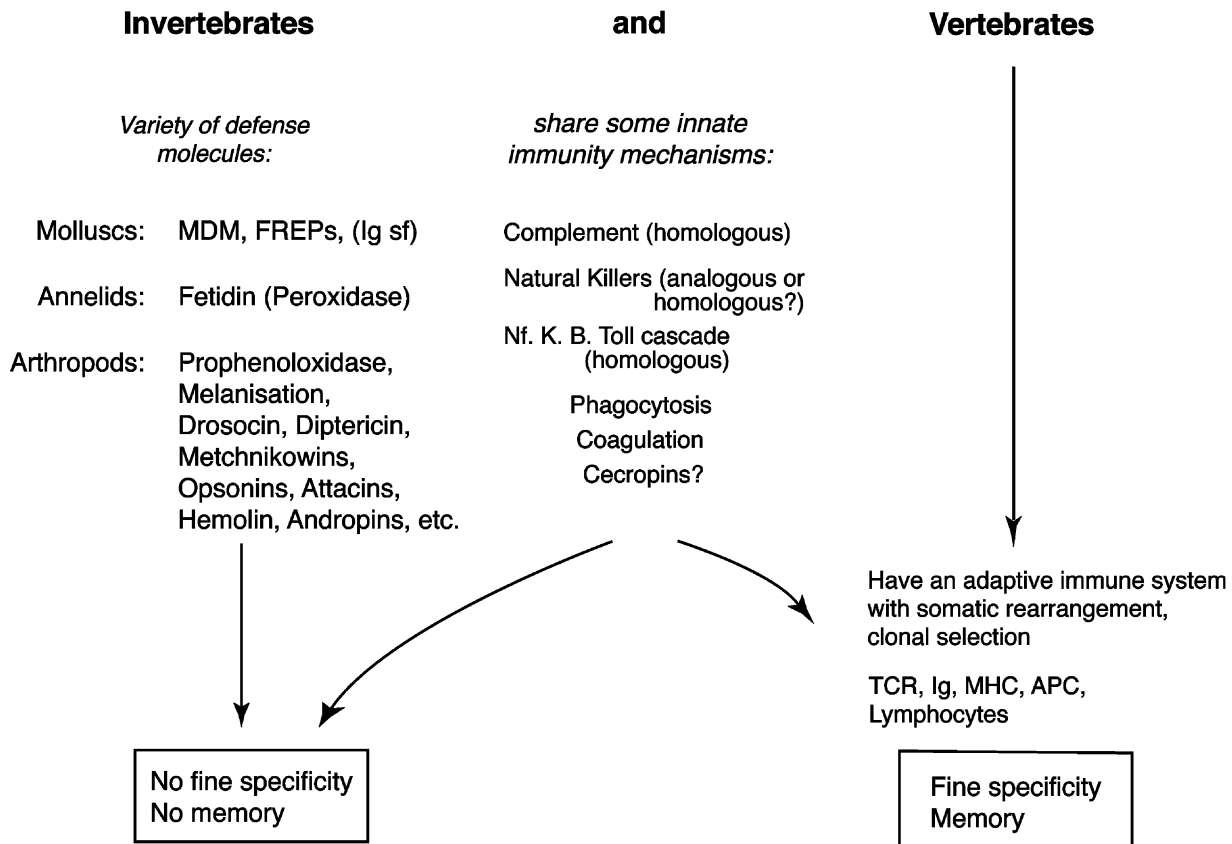 Invertebrates and Vertebrates
Variety of defense
molecules:
Molluscs: MDM, FREPs, (Ig sf)
Annelids: Fetidin (Peroxidase)
Arthropods: Prophenoloxidase,
Melanisation,
Drosocin, Diptericin,
Metchnikowins,
Opsonins, Attacins,
Hemolin, Andropins, etc.
share some innate
immunity mechanisms:
Complement (homologous)
Natural Killers (analogous or
homologous?)
Nf. K. B. Toll cascade
(homologous)
Phagocytosis
Coagulation
Cecropins?
Have an adaptive immune system
with somatic rearrangement,
clonal selection
TCR, Ig, MHC, APC,
Lymphocytes
No fine specificity
No memory
Fine specificity
Memory